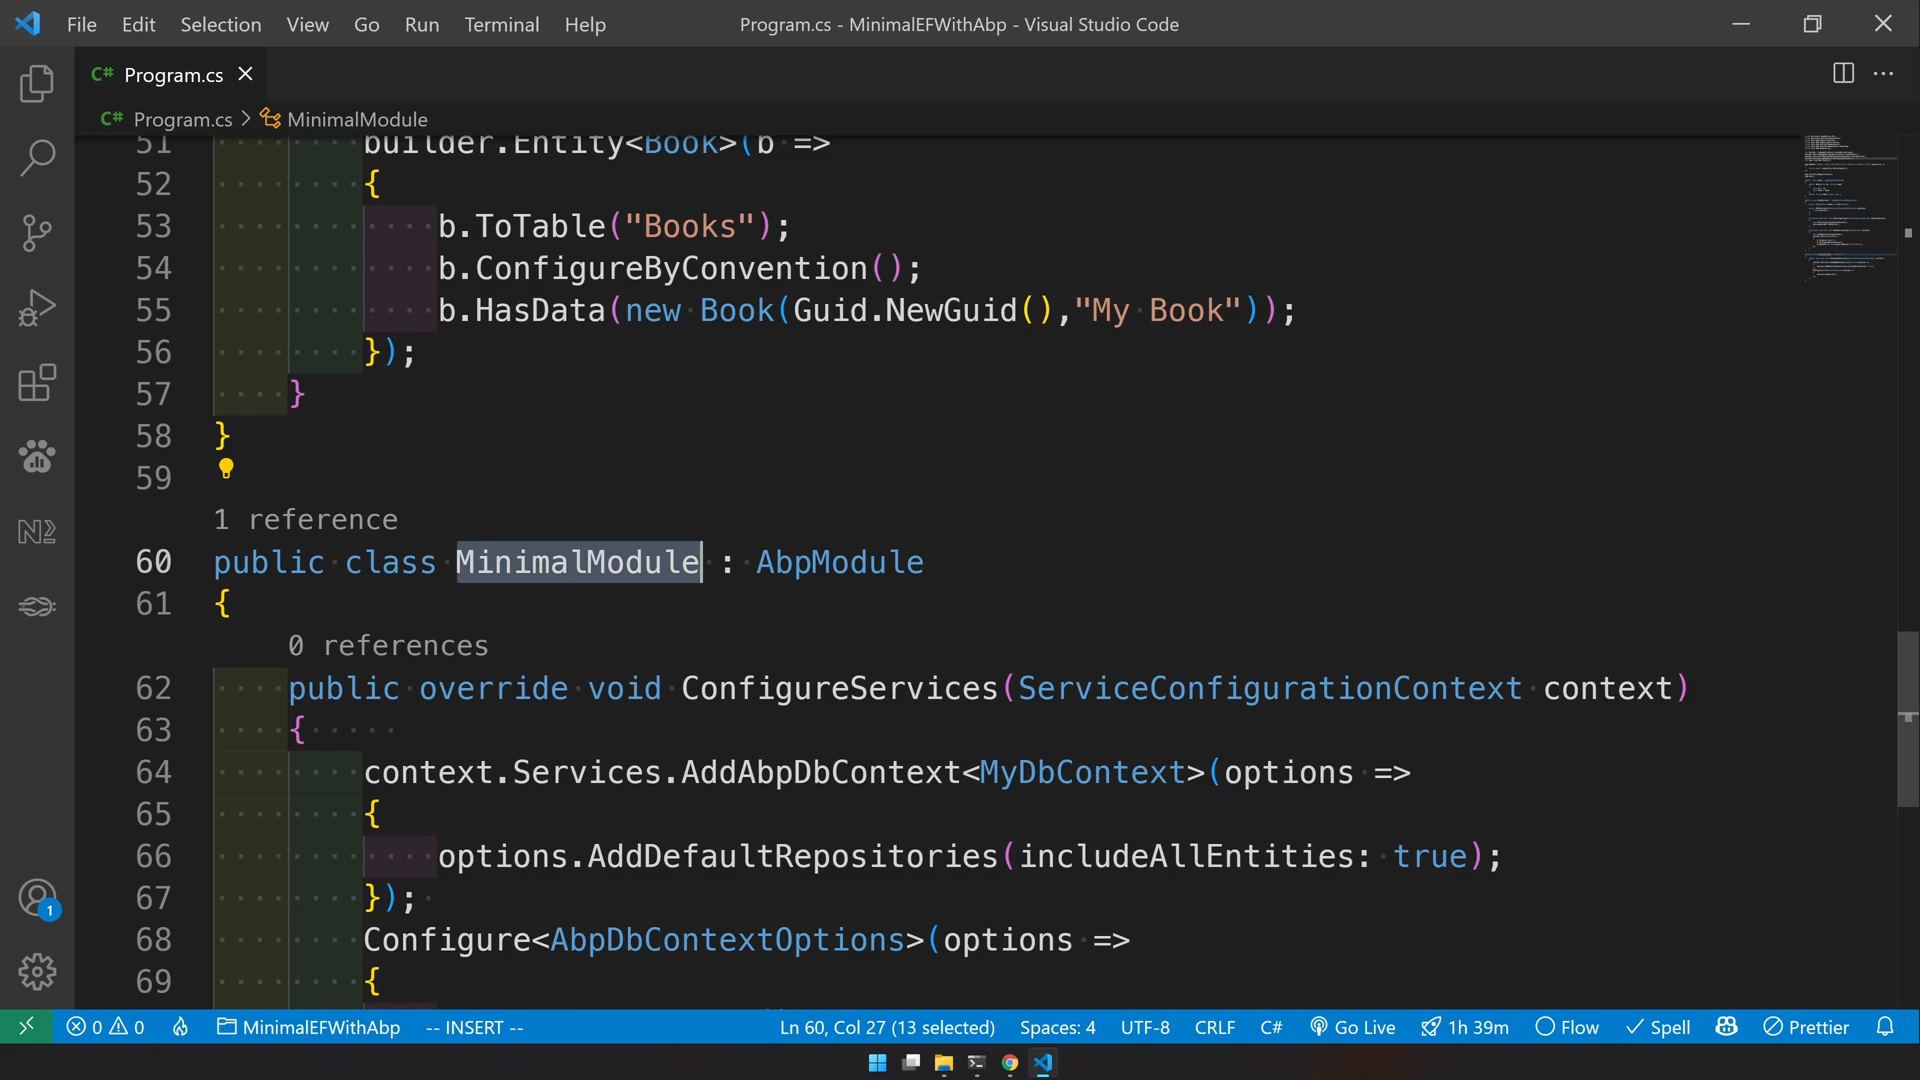 File Edit Selection View Go Run Terminal Help
Program.cs - MinimalEFWithAbp - Visual Studio Code
C# Program.cs
C# Program.cs > MinimalModule
51 builder.Entity<Book>(b =>
52 {
53 b.ToTable("Books");
54 b.ConfigureByConvention();
55 b.HasData(new Book(Guid.NewGuid(),"My Book"));
56 });
57 }
58 }
59
1 reference
60 public class MinimalModule : AbpModule
61 {
0 references
62 public override void ConfigureServices(ServiceConfigurationContext context)
63 {
64 context.Services.AddAbpDbContext<MyDbContext>(options =>
65 {
66 options.AddDefaultRepositories(includeAllEntities: true);
67 });
68 Configure<AbpDbContextOptions>(options =>
69 {
1
0 0 MinimalEFWithAbp -- INSERT -- Ln 60, Col 27 (13 selected) Spaces: 4 UTF-8 CRLF C# Go Live 1h 39m Flow Spell Prettier